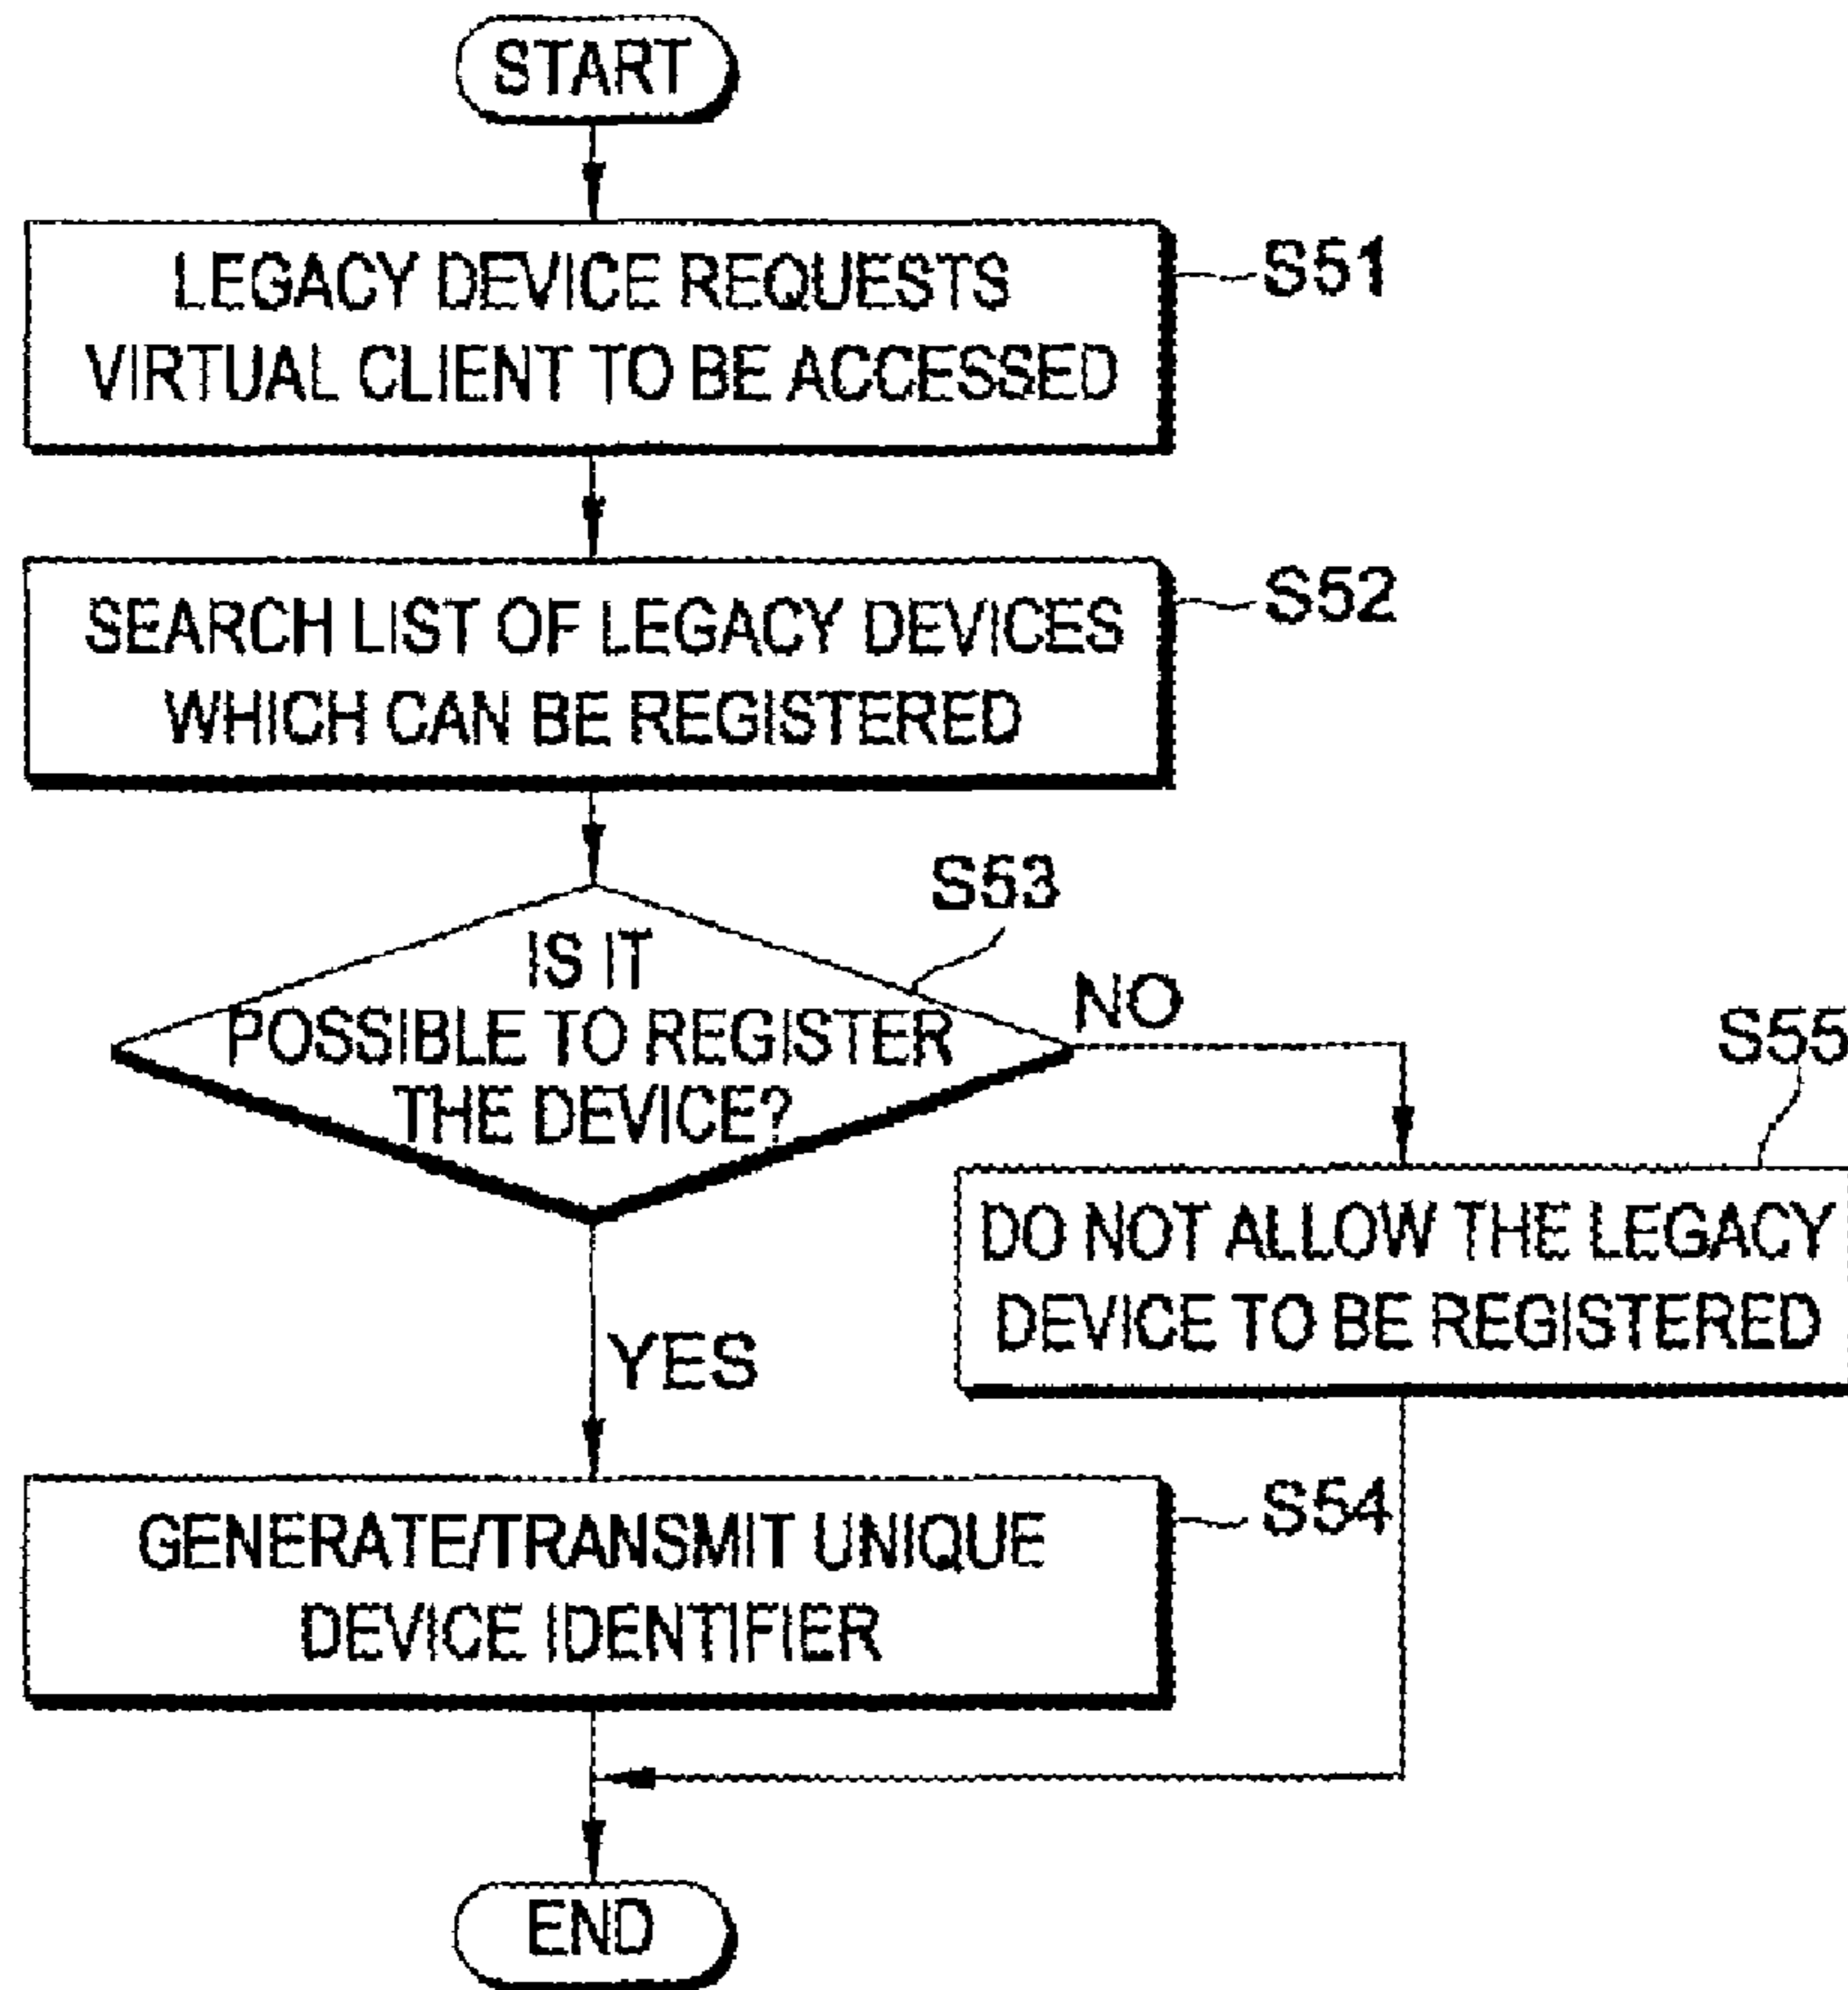 START
LEGACY DEVICE REQUESTS
VIRTUAL CLIENT TO BE ACCESSED
S51
SEARCH LIST OF LEGACY DEVICES
WHICH CAN BE REGISTERED
S52
S53
IS IT
POSSIBLE TO REGISTER
THE DEVICE?
NO
S55
DO NOT ALLOW THE LEGACY
DEVICE TO BE REGISTERED
YES
GENERATE/TRANSMIT UNIQUE
DEVICE IDENTIFIER
S54
END